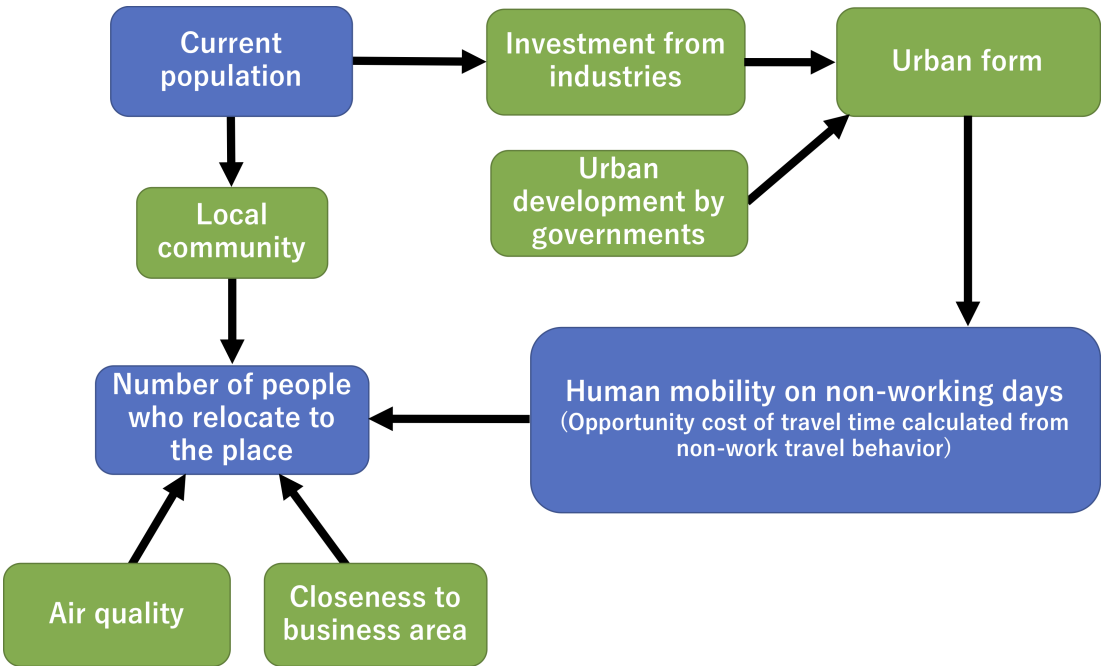 Current
population
Investment from
industries
Urban form
Urban
development by
governments
Local
community
Number of people
who relocate to
the place
Human mobility on non-working days
(Opportunity cost of travel time calculated from
non-work travel behavior)
Air quality
Closeness to
business area